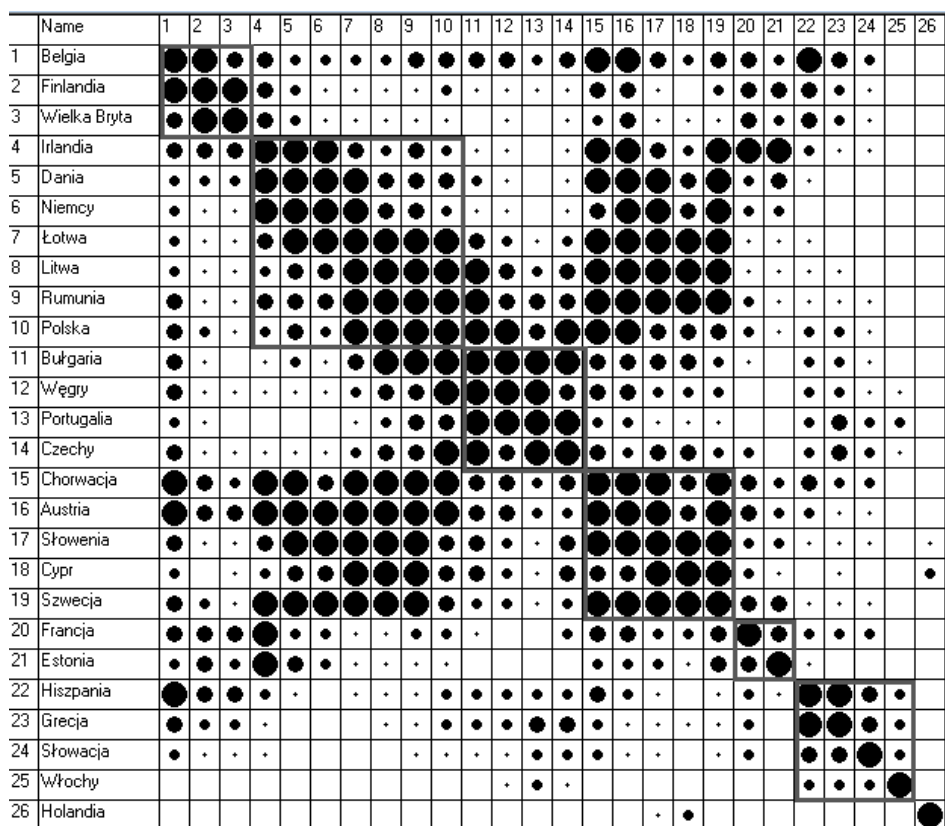 Name 1 2 3 4 5 6 7 8 9 10 11 12 13 14 15 16 17 18 19 20 21 22 23 24 25 26
1 Belgia
2 Finlandia
3 Wielka Bryta
4 Irlandia
5 Dania
6 Niemcy
7 Łotwa
8 Litwa
9 Rumunia
10 Polska
11 Bułgaria
12 Węgry
13 Portugalia
14 Czechy
15 Chorwacja
16 Austria
17 Słowenia
18 Cypr
19 Szwecja
20 Francja
21 Estonia
22 Hiszpania
23 Grecja
24 Słowacja
25 Włochy
26 Holandia